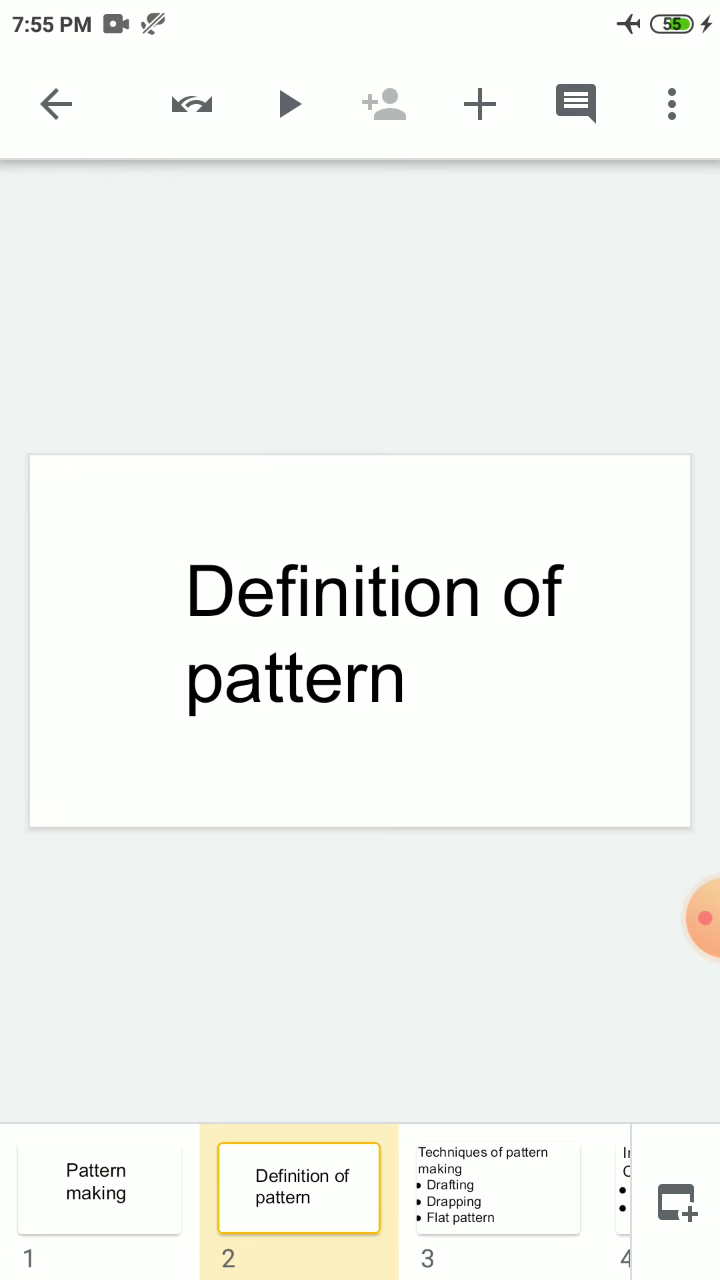 7:55 PM
55
Definition of
pattern
Pattern
making
Definition of
pattern
Techniques of pattern
making
• Drafting
• Drapping
• Flat pattern
1
2
3
4